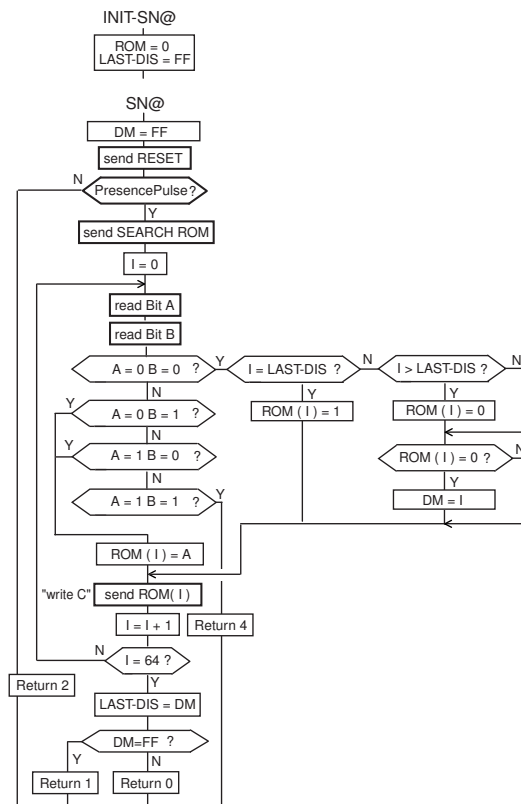 INIT-SN@
ROM = 0
LAST-DIS = FF
SN@
DM = FF
send RESET
N
PresencePulse?
Y
send SEARCH ROM
I = 0
read Bit A
read Bit B
A = 0 B = 0 ?
Y
I = LAST-DIS ?
N
I > LAST-DIS ?
N
N
Y
Y
Y
A = 0 B = 1 ?
ROM ( I ) = 1
ROM ( I ) = 0
N
Y
A = 1 B = 0 ?
ROM ( I ) = 0 ?
N
N
Y
A = 1 B = 1 ?
Y
DM = I
ROM ( I ) = A
"write C"
send ROM( I )
I = I + 1
Return 4
N
I = 64 ?
Return 2
Y
LAST-DIS = DM
DM=FF ?
Y
N
Return 1
Return 0